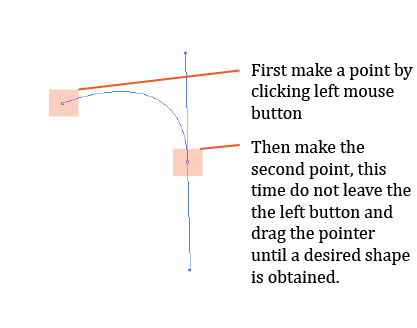 First make a point by
clicking left mouse
button
Then make the
second point, this
time do not leave the
the left button and
drag the pointer
until a desired shape
is obtained.